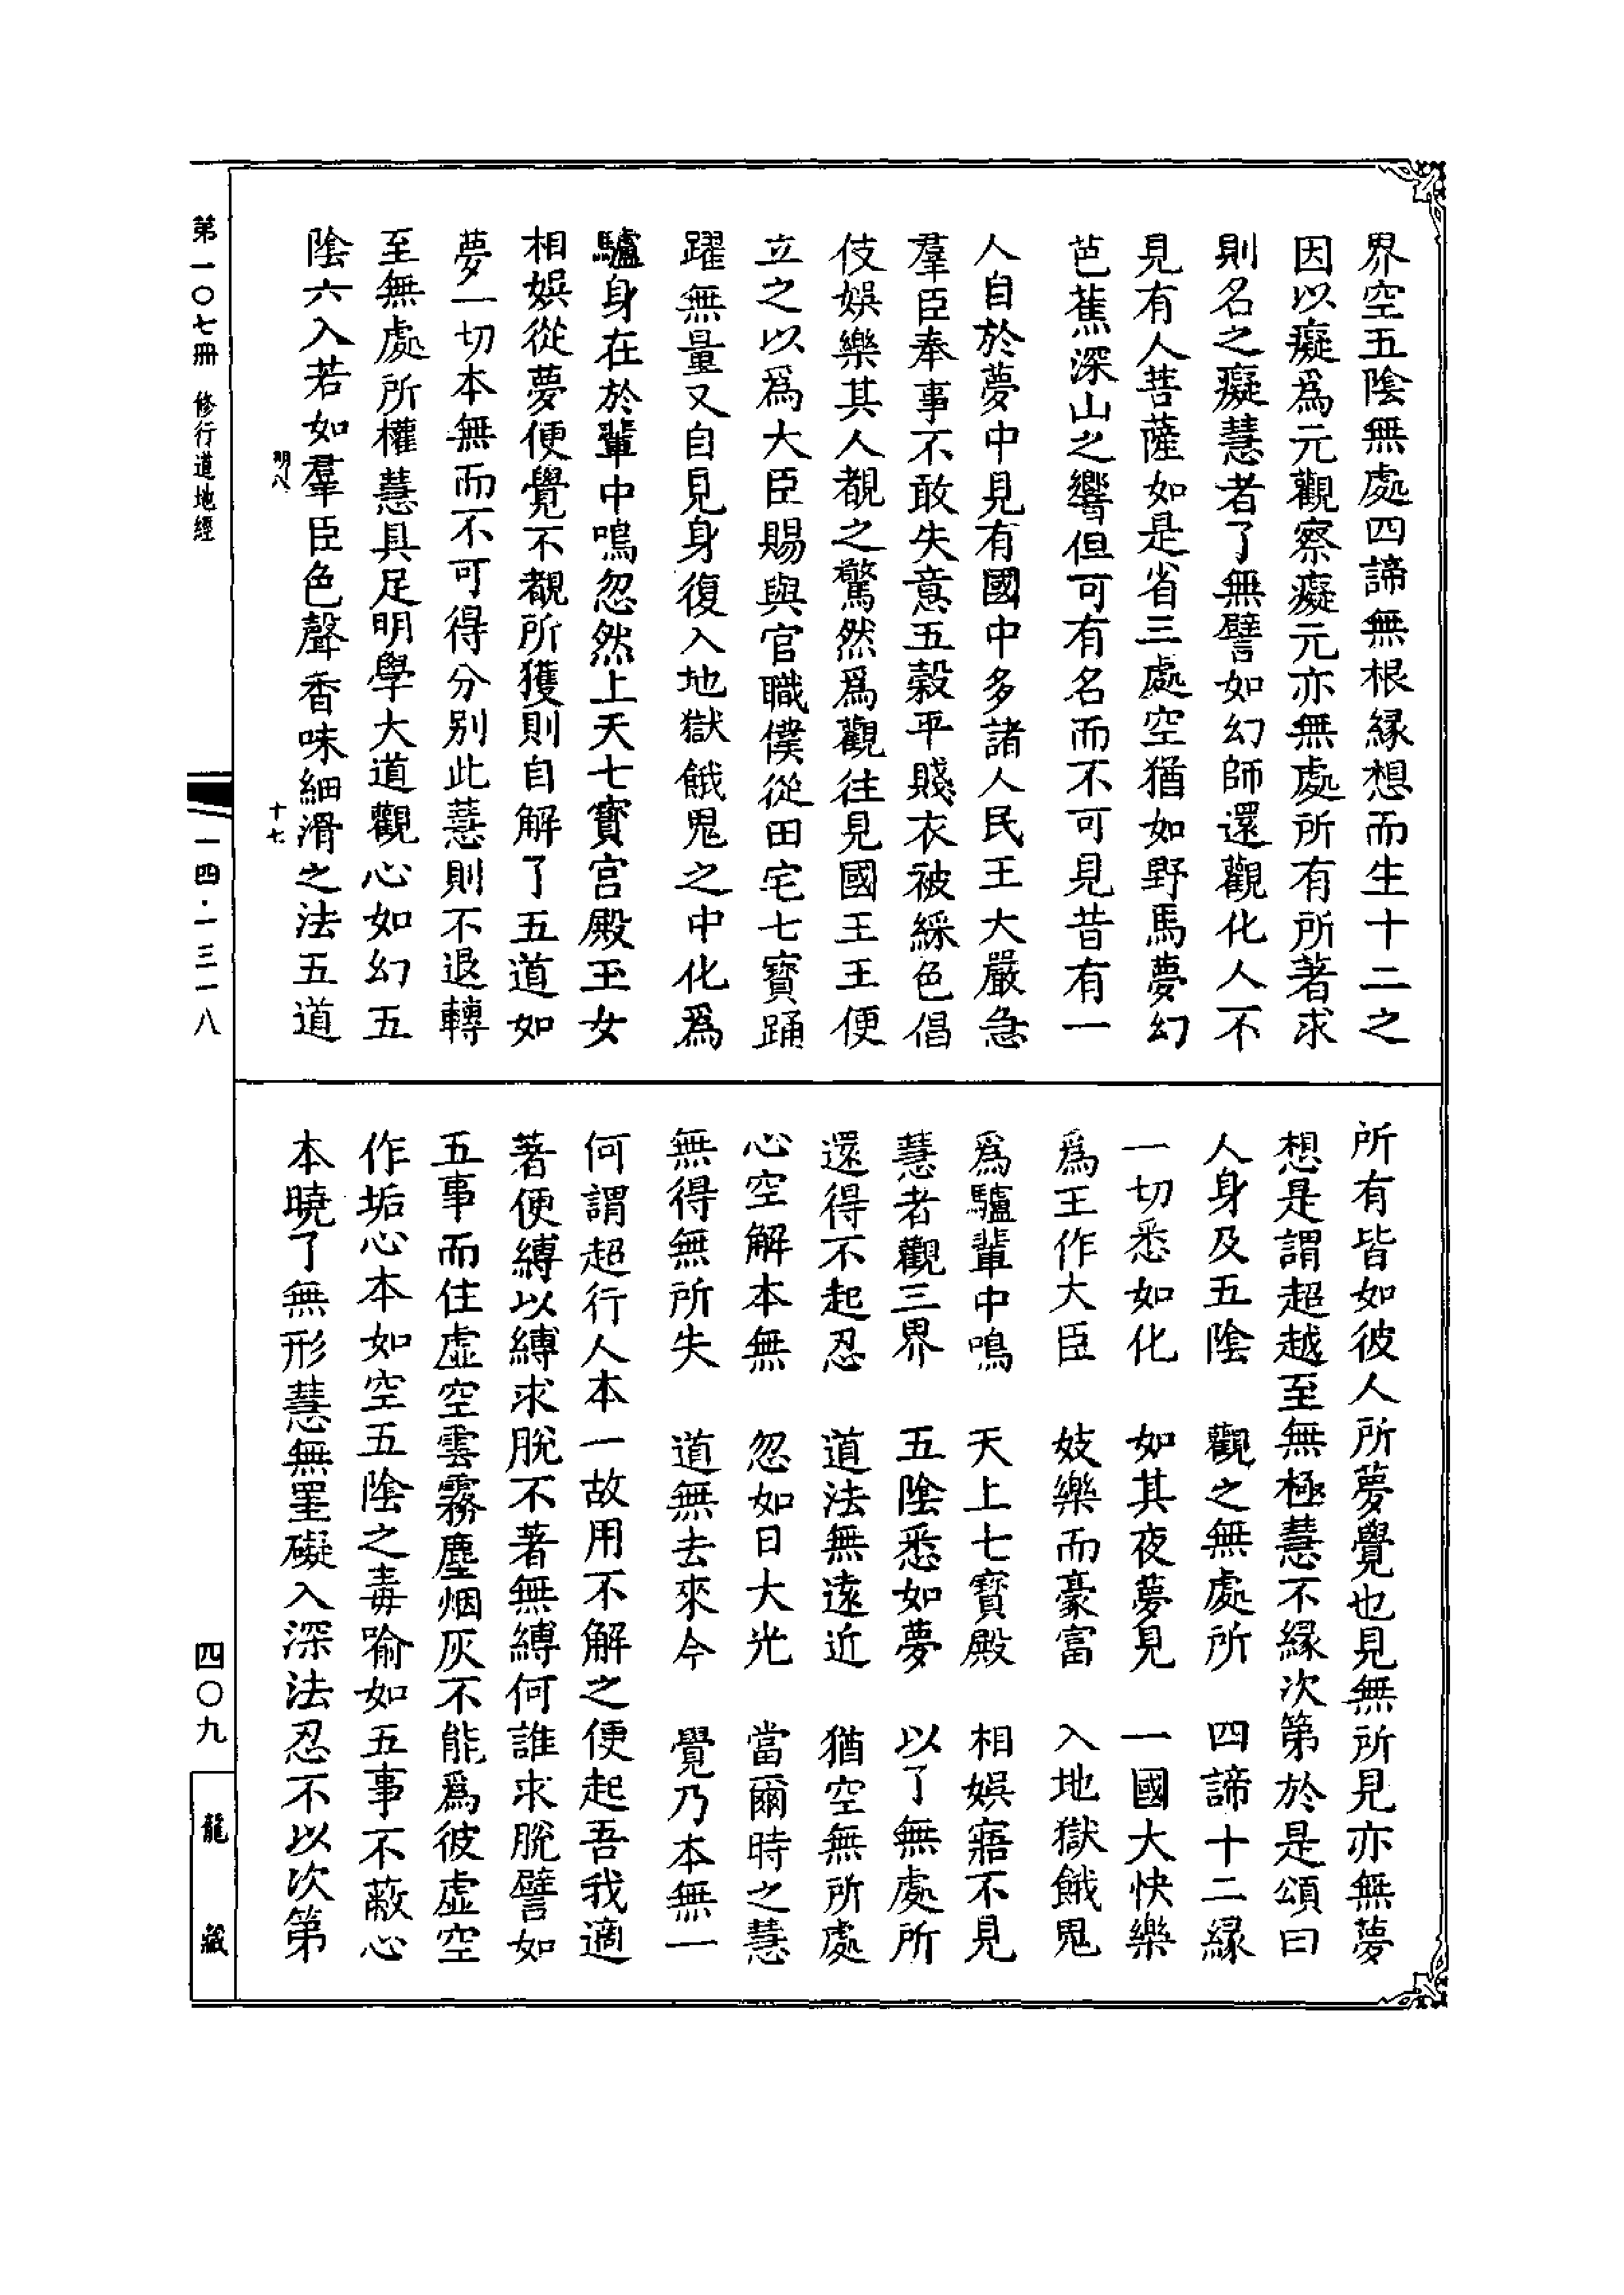 界空五陰無處四諦無根緣想而生十二之
因以癡爲元觀察癡元亦無處所有所著求
則名之癡慧者了無譬如幻師還觀化人不
見有人菩薩如是省三處空猶如野馬夢幻
芭蕉深山之響但可有名而不可見昔有一
人自於夢中見有國中多諸人民王大嚴急
羣臣奉事不敢失意五穀平賤衣被綵色倡
伎娛樂其人覩之驚然爲觀往見國王王便
立之以爲大臣賜與官職僕從田宅七寶踊
躍無量又自見身復入地獄餓鬼之中化爲
驢身在於輩中鳴忽然上天七寶宮殿玉女
相娛從夢便覺不覩所獲則自解了五道如
夢一切本無而不可得分别此慧則不退轉
至無處所權慧具足明學大道觀心如幻五
陰六入若如羣臣色聲香味細滑之法五道
明八
十七
所有皆如彼人所夢覺也見無所見亦無夢
想是謂超越至無極慧不緣次第於是頌曰
人身及五陰　觀之無處所　四諦十二緣
一切悉如化　如其夜夢見　一國大快樂
爲王作大臣　妓樂而豪富　入地獄餓鬼
爲驢輩中鳴　天上七寶殿　相娛寤不見
慧者觀三界　五陰悉如夢　以了無處所
還得不起忍　道法無遠近　猶空無所處
心空解本無　忽如日大光　當爾時之慧
無得無所失　道無去來今　覺乃本無一
何謂超行人本一故用不解之便起吾我適
著便縛以縛求脫不著無縛何誰求脫譬如
五事而住虛空雲霧塵烟灰不能爲彼虛空
作垢心本如空五陰之毒喻如五事不蔽心
本曉了無形慧無罣礙入深法忍不以次第
第一〇七冊　修行道地經
一四·一三一八
四〇九
龍藏